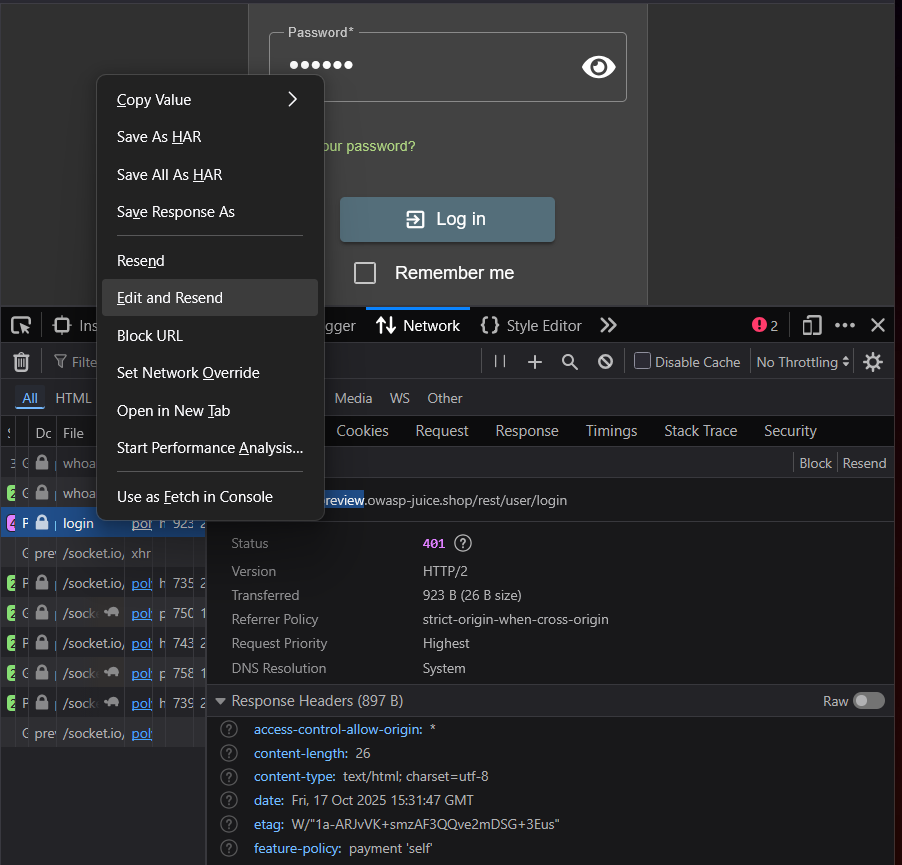 Password*
••••••
Copy Value
Save As HAR
Save All As HAR
our password?
Save Response As
Log in
Resend
Remember me
Edit and Resend
Ins
gger
Network
{} Style Editor
2
Block URL
Filte
Disable Cache
No Throttling
Set Network Override
All
HTML
Media
WS
Other
Open in New Tab
Dc
File
Cookies
Request
Response
Timings
Stack Trace
Security
Start Performance Analysis...
whoa
Block
Resend
whoa
Use as Fetch in Console
review.owasp-juice.shop/rest/user/login
login
pol
h
923
Status
401
G
prev
/socket.io/
xhr
Version
HTTP/2
/socket.io/
pol
h
735
Transferred
923 B (26 B size)
/sock
pol
p
750
Referrer Policy
strict-origin-when-cross-origin
/socket.io/
pol
h
743
Request Priority
Highest
/sock
pol
p
758
DNS Resolution
System
/sock
pol
h
739
Response Headers (897 B)
Raw
G
prev
/socket.io/
pol
access-control-allow-origin: *
content-length: 26
content-type: text/html; charset=utf-8
date: Fri, 17 Oct 2025 15:31:47 GMT
etag: W/"1a-ARJvVK+smzAF3QQve2mDSG+3Eus"
feature-policy: payment 'self'